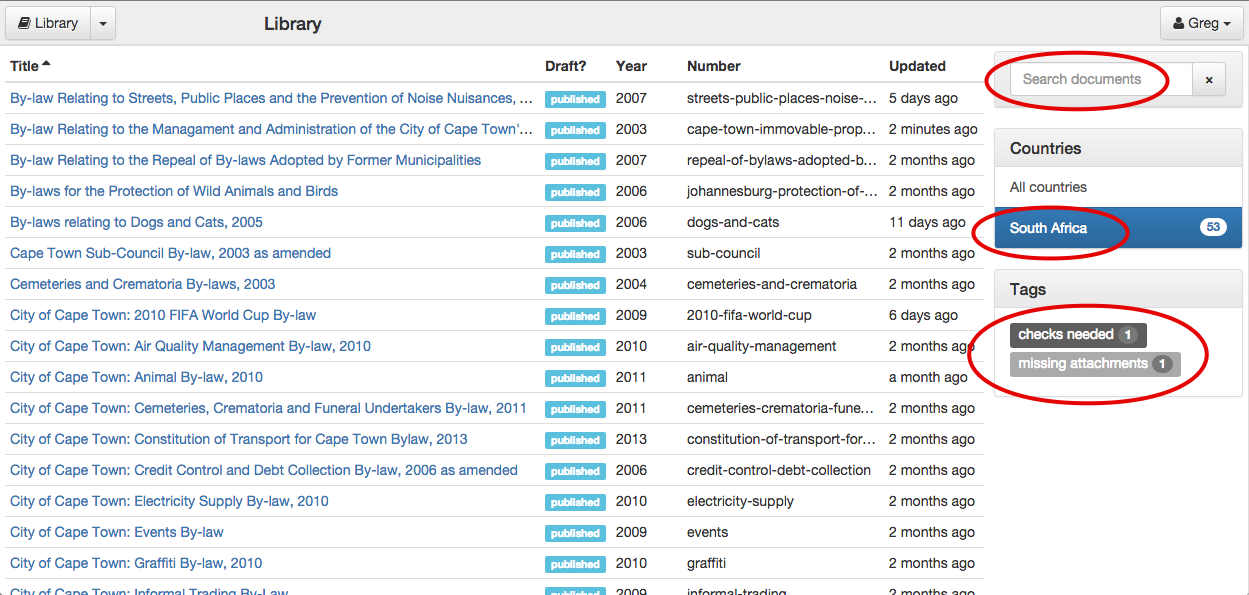 Library Library Greg
Title Draft? Year Number Updated
By-law Relating to Streets, Public Places and the Prevention of Noise Nuisances, ... published 2007 streets-public-places-noise-... 5 days ago
By-law Relating to the Managament and Administration of the City of Cape Town'... published 2003 cape-town-immovable-prop... 2 minutes ago
By-law Relating to the Repeal of By-laws Adopted by Former Municipalities published 2007 repeal-of-bylaws-adopted-b... 2 months ago
By-laws for the Protection of Wild Animals and Birds published 2006 johannesburg-protection-of-... 2 months ago
By-laws relating to Dogs and Cats, 2005 published 2006 dogs-and-cats 11 days ago
Cape Town Sub-Council By-law, 2003 as amended published 2003 sub-council 2 months ago
Cemeteries and Crematoria By-laws, 2003 published 2004 cemeteries-and-crematoria 2 months ago
City of Cape Town: 2010 FIFA World Cup By-law published 2009 2010-fifa-world-cup 6 days ago
City of Cape Town: Air Quality Management By-law, 2010 published 2010 air-quality-management 2 months ago
City of Cape Town: Animal By-law, 2010 published 2011 animal a month ago
City of Cape Town: Cemeteries, Crematoria and Funeral Undertakers By-law, 2011 published 2011 cemeteries-crematoria-fune... 2 months ago
City of Cape Town: Constitution of Transport for Cape Town Bylaw, 2013 published 2013 constitution-of-transport-for... 2 months ago
City of Cape Town: Credit Control and Debt Collection By-law, 2006 as amended published 2006 credit-control-debt-collection 2 months ago
City of Cape Town: Electricity Supply By-law, 2010 published 2010 electricity-supply 2 months ago
City of Cape Town: Events By-law published 2009 events 2 months ago
City of Cape Town: Graffiti By-law, 2010 published 2010 graffiti 2 months ago
City of Cape Town: Informal Trading By-Law published 2009 informal-trading 2 months ago
Search documents ×
Countries
All countries
South Africa 53
Tags
checks needed 1
missing attachments 1